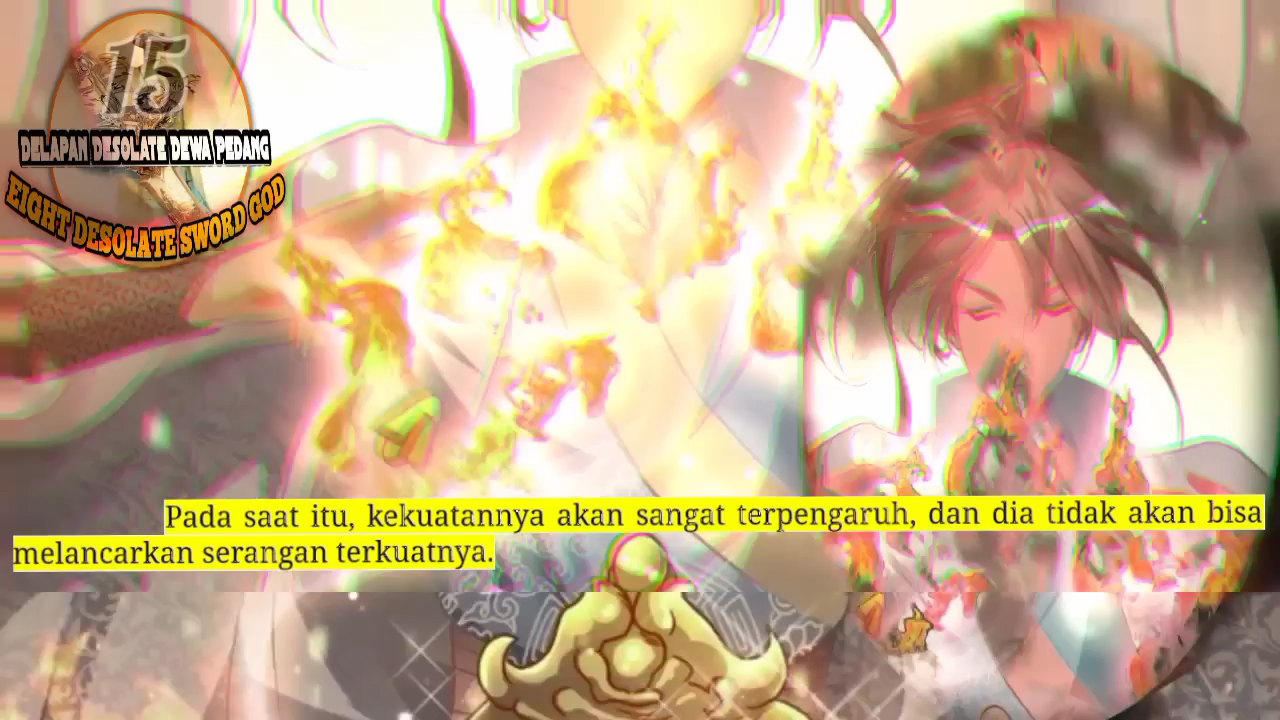 15
DELAPAN DESOLATE DEWA PEDANG
EIGHT DESOLATE SWORD GOD
Pada saat itu, kekuatannya akan sangat terpengaruh, dan dia tidak akan bisa
melancarkan serangan terkuatnya.